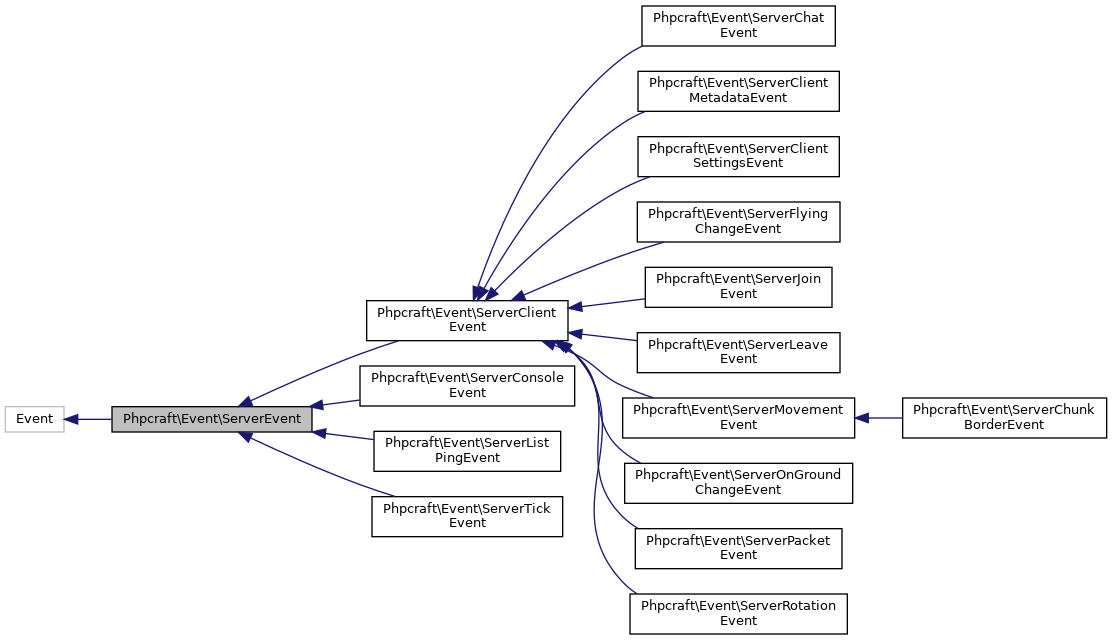 Phpcraft\Event\ServerChat
Event
Phpcraft\Event\ServerClient
MetadataEvent
Phpcraft\Event\ServerClient
SettingsEvent
Phpcraft\Event\ServerFlying
ChangeEvent
Phpcraft\Event\ServerJoin
Event
Phpcraft\Event\ServerClient
Event
Phpcraft\Event\ServerLeave
Event
Phpcraft\Event\ServerConsole
Event
Phpcraft\Event\ServerMovement
Event
Phpcraft\Event\ServerChunk
BorderEvent
Event
Phpcraft\Event\ServerEvent
Phpcraft\Event\ServerList
PingEvent
Phpcraft\Event\ServerOnGround
ChangeEvent
Phpcraft\Event\ServerTick
Event
Phpcraft\Event\ServerPacket
Event
Phpcraft\Event\ServerRotation
Event